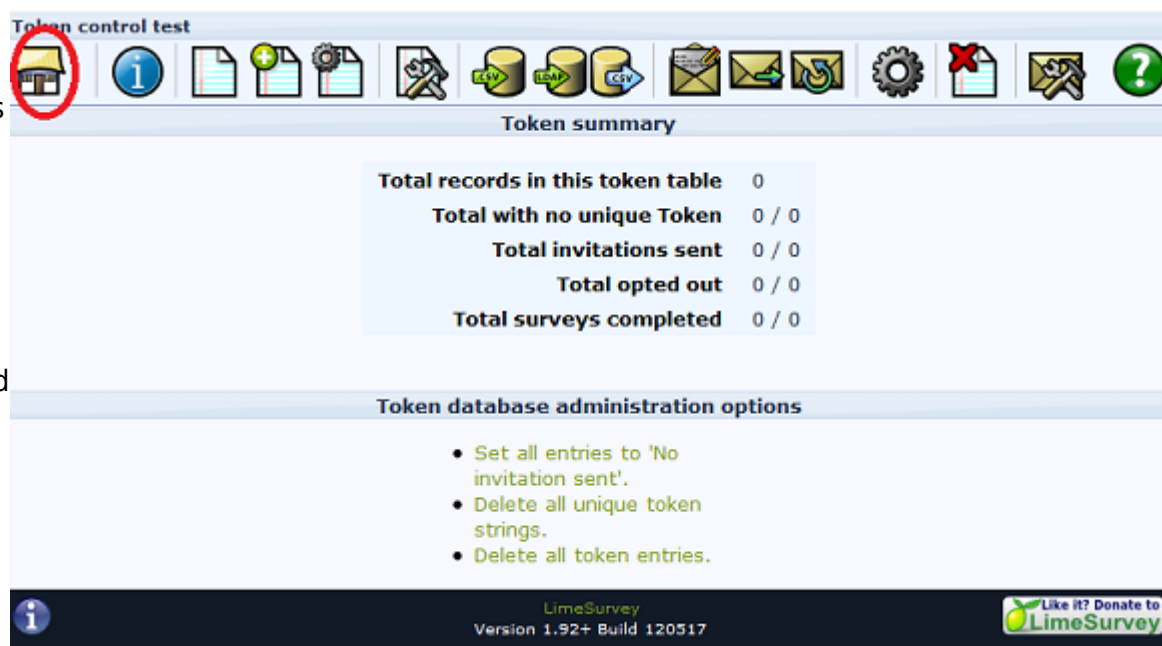 Token control test
.CSV LDAP CSV
s
Token summary
Total records in this token table 0
Total with no unique Token 0 / 0
Total invitations sent 0 / 0
Total opted out 0 / 0
Total surveys completed 0 / 0
d
Token database administration options
• Set all entries to 'No
invitation sent'.
• Delete all unique token
strings.
• Delete all token entries.
LimeSurvey
Version 1.92+ Build 120517
Like it? Donate to
LimeSurvey